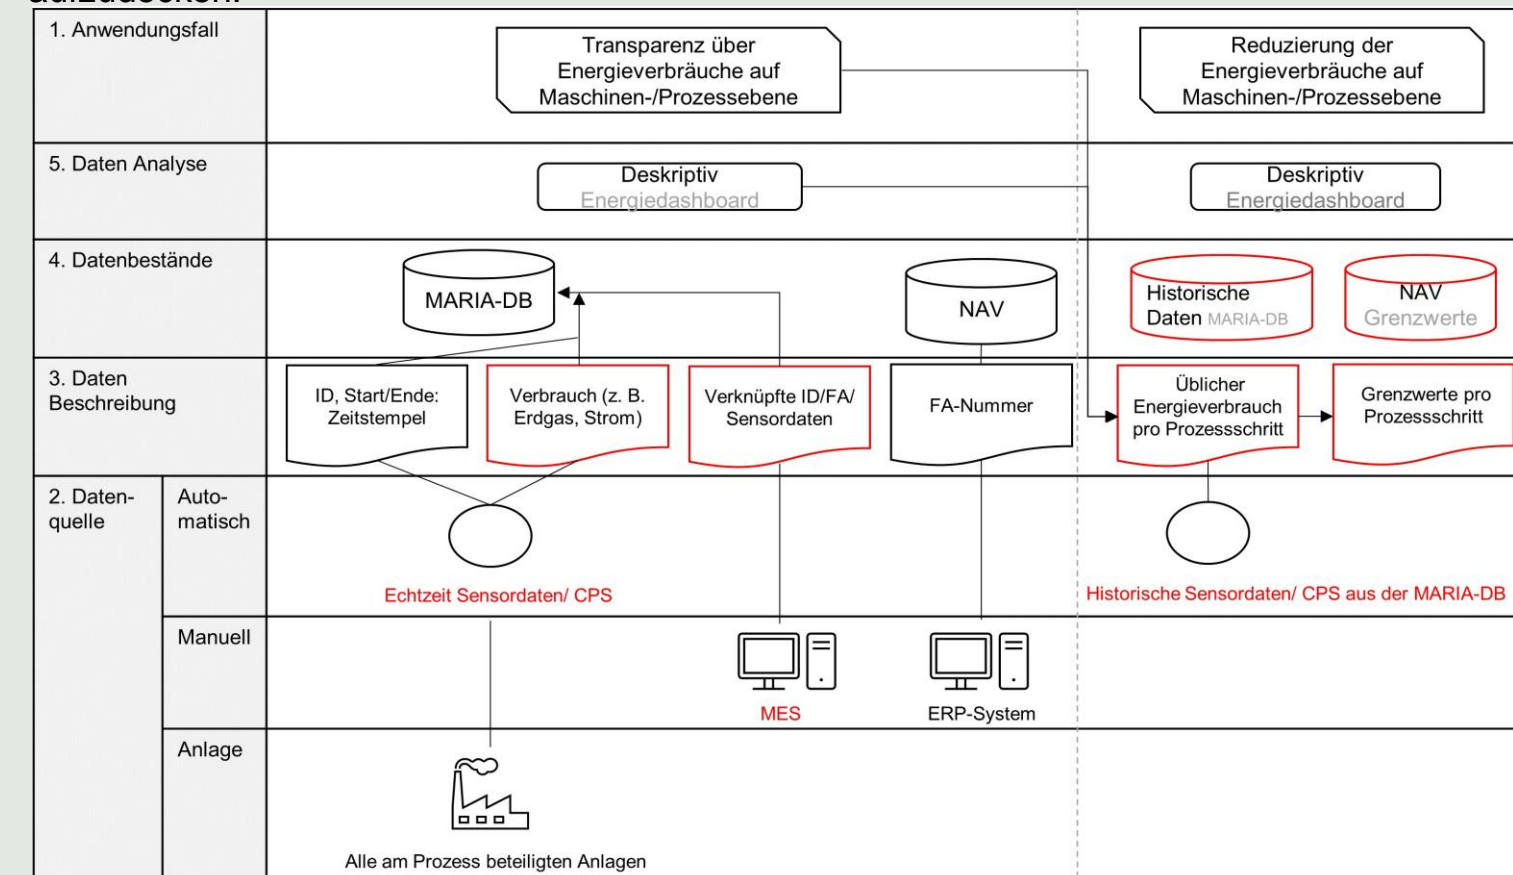 aufzudecken.
1. Anwendungsfall
Transparenz über
Energieverbräuche auf
Maschinen-/Prozessebene
Reduzierung der
Energieverbräuche auf
Maschinen-/Prozessebene
5. Daten Analyse
Deskriptiv
Energiedashboard
Deskriptiv
Energiedashboard
4. Datenbestände
MARIA-DB
NAV
Historische
Daten MARIA-DB
NAV
Grenzwerte
3. Daten
Beschreibung
ID, Start/Ende:
Zeitstempel
Verbrauch (z. B.
Erdgas, Strom)
Verknüpfte ID/FA/
Sensordaten
FA-Nummer
Üblicher
Energieverbrauch
pro Prozessschritt
Grenzwerte pro
Prozessschritt
2. Daten-
quelle
Auto-
matisch
Echtzeit Sensordaten/ CPS
Historische Sensordaten/ CPS aus der MARIA-DB
Manuell
MES
ERP-System
Anlage
Alle am Prozess beteiligten Anlagen